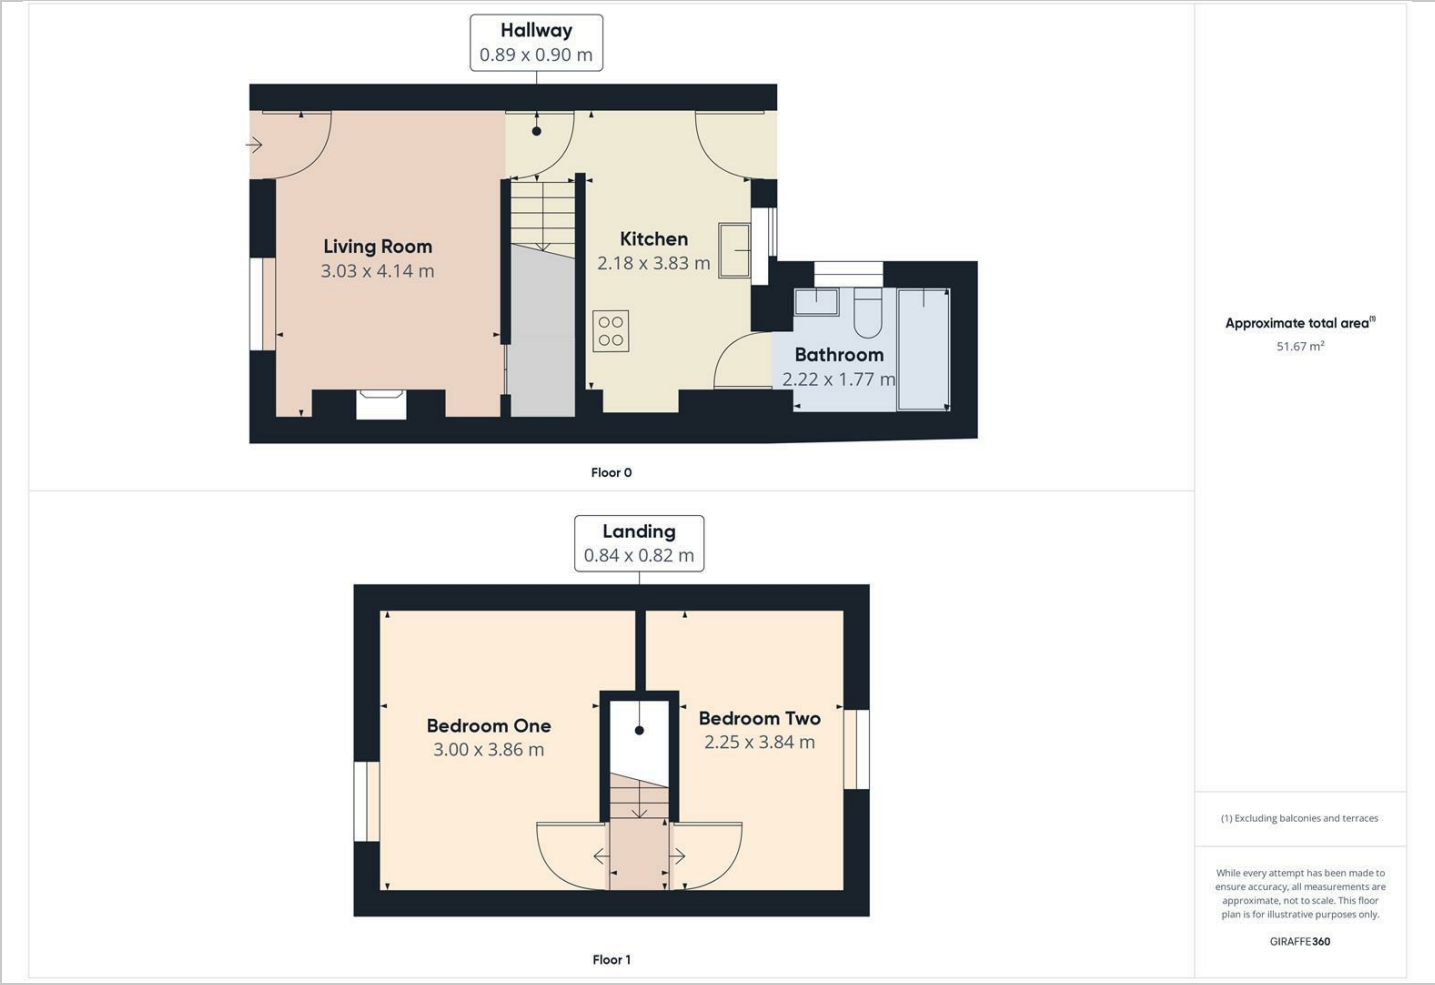 Hallway
0.89 x 0.90 m
Living Room
3.03 x 4.14 m
Kitchen
2.18 x 3.83 m
Bathroom
2.22 x 1.77 m
Floor 0
Landing
0.84 x 0.82 m
Bedroom One
3.00 x 3.86 m
Bedroom Two
2.25 x 3.84 m
Floor 1
Approximate total area(1)
51.67 m²
(1) Excluding balconies and terraces
While every attempt has been made to
ensure accuracy, all measurements are
approximate, not to scale. This floor
plan is for illustrative purposes only.
GIRAFFE360